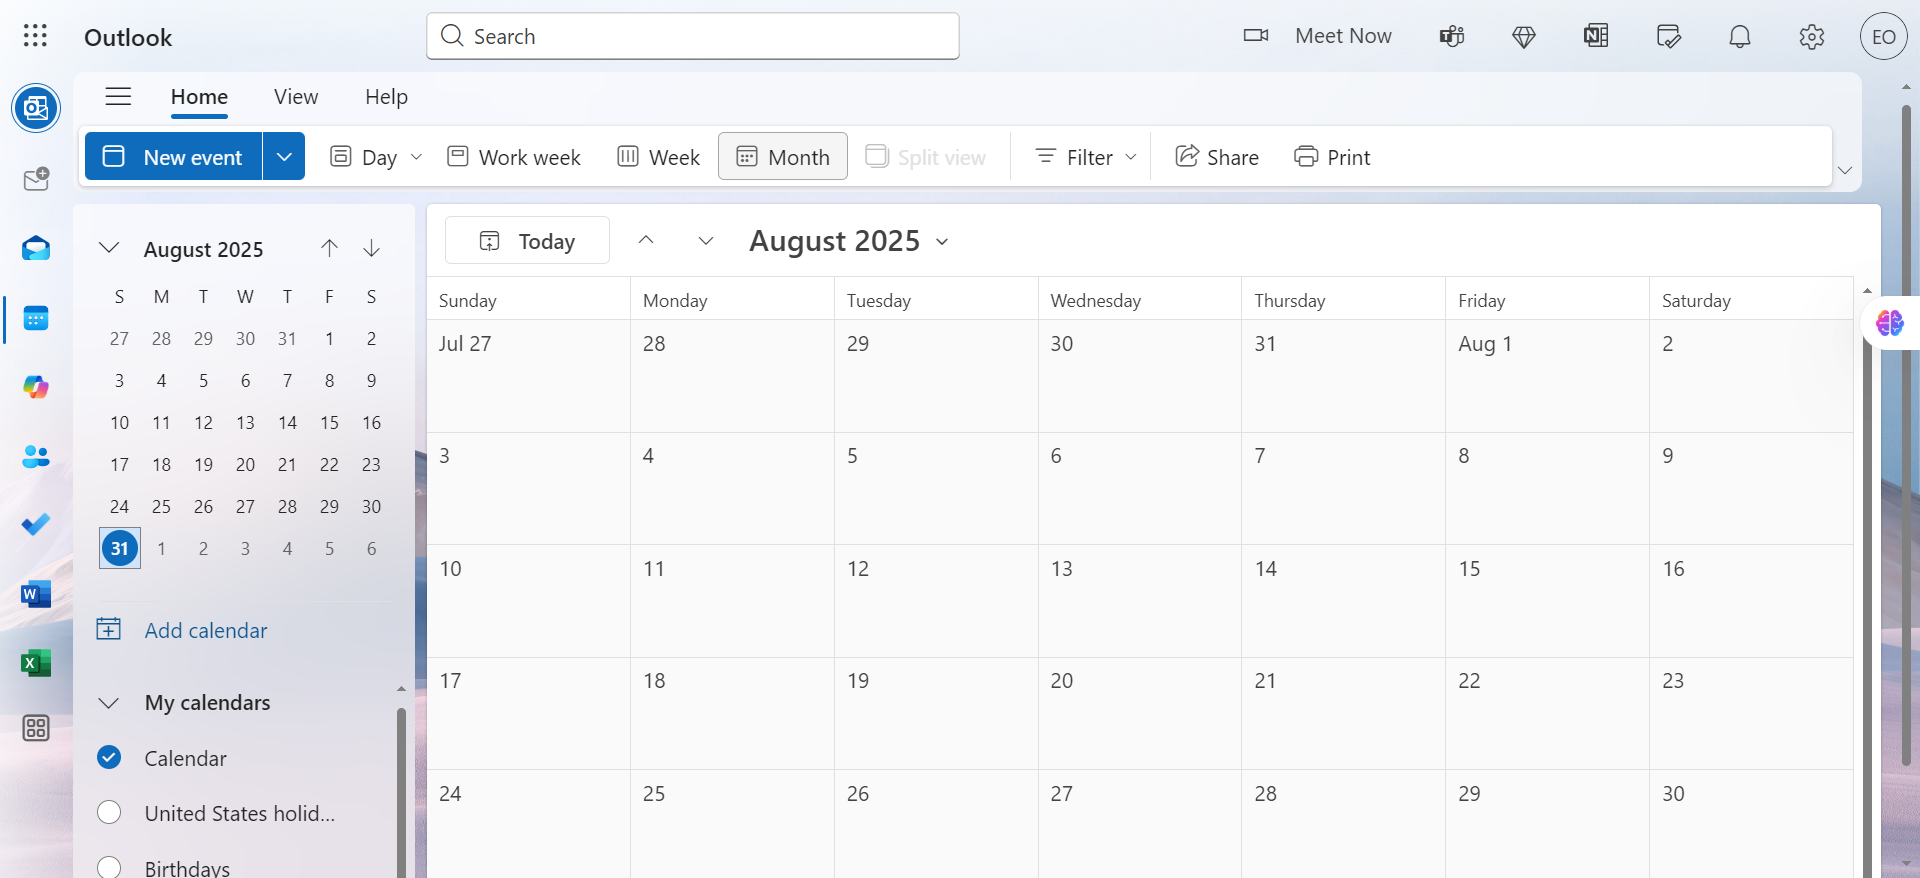 Outlook
Search
Meet Now
EO
Home View Help
New event Day Work week Week Month Split view Filter Share Print
August 2025
S M T W T F S
27 28 29 30 31 1 2
3 4 5 6 7 8 9
10 11 12 13 14 15 16
17 18 19 20 21 22 23
24 25 26 27 28 29 30
31 1 2 3 4 5 6
Add calendar
My calendars
Calendar
United States holid...
Birthdays
Today August 2025
Sunday Monday Tuesday Wednesday Thursday Friday Saturday
Jul 27 28 29 30 31 Aug 1 2
3 4 5 6 7 8 9
10 11 12 13 14 15 16
17 18 19 20 21 22 23
24 25 26 27 28 29 30